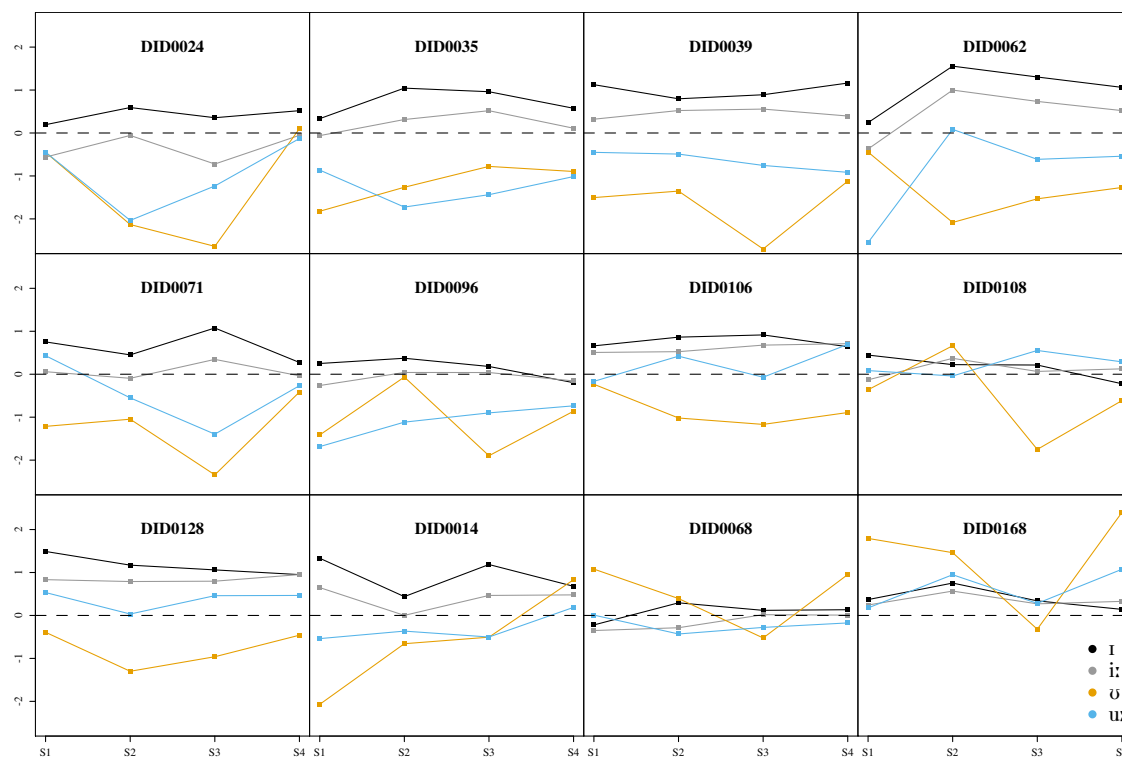 DID0024 DID0035 DID0039 DID0062
2
1
0
-1
-2
DID0071 DID0096 DID0106 DID0108
2
1
0
-1
-2
DID0128 DID0014 DID0068 DID0168
2
1
0
-1
-2
ɪ
iː
ʊ
uː
S1 S2 S3 S4 S1 S2 S3 S4 S1 S2 S3 S4 S1 S2 S3 S4